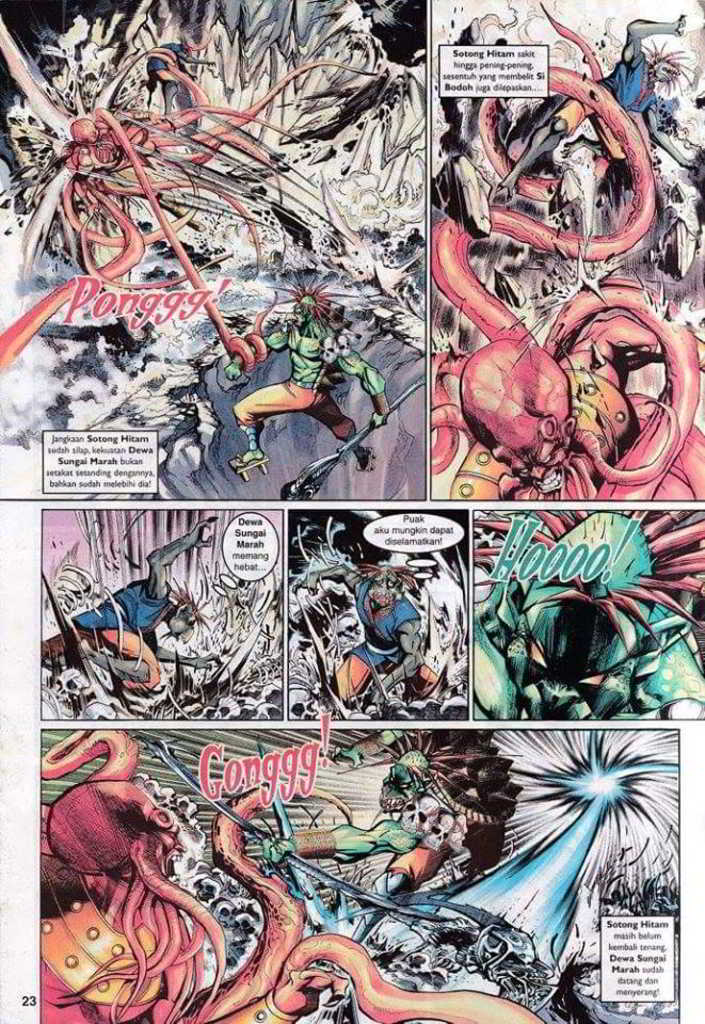 Ponggg!
Jangkaan Sotong Hitam
sudah silap, kekuatan Dewa
Sungai Marah bukan
setakat setanding dengannya,
bahkan sudah melebihi dia!
Sotong Hitam sakit
hingga pening-pening,
sesentuh yang membelit Si
Bodoh juga dilepaskan....
Dewa
Sungai
Marah
memang
hebat...
Puak
aku mungkin dapat
diselamatkan!
Hoooo!
Gonggg!
Sotong Hitam
masih belum
kembali tenang,
Dewa Sungai
Marah sudah
datang dan
menyerang!
23